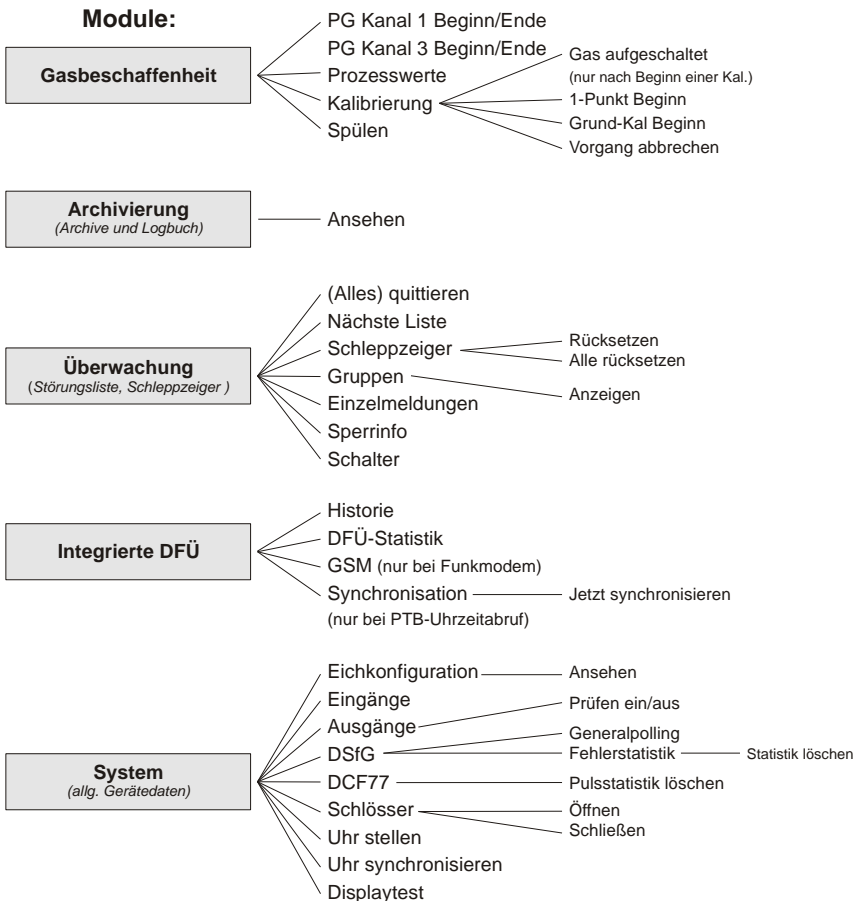 Module:
Gasbeschaffenheit
PG Kanal 1 Beginn/Ende
PG Kanal 3 Beginn/Ende
Prozesswerte
Kalibrierung
Spülen
Gas aufgeschaltet
(nur nach Beginn einer Kal.)
1-Punkt Beginn
Grund-Kal Beginn
Vorgang abbrechen
Archivierung
(Archive und Logbuch)
Ansehen
Überwachung
(Störungsliste, Schleppzeiger )
(Alles) quittieren
Nächste Liste
Schleppzeiger
Gruppen
Einzelmeldungen
Sperrinfo
Schalter
Rücksetzen
Alle rücksetzen
Anzeigen
Integrierte DFÜ
Historie
DFÜ-Statistik
GSM (nur bei Funkmodem)
Synchronisation
(nur bei PTB-Uhrzeitabruf)
Jetzt synchronisieren
System
(allg. Gerätedaten)
Eichkonfiguration
Eingänge
Ausgänge
DSfG
DCF77
Schlösser
Uhr stellen
Uhr synchronisieren
Displaytest
Ansehen
Prüfen ein/aus
Generalpolling
Fehlerstatistik
Statistik löschen
Pulsstatistik löschen
Öffnen
Schließen